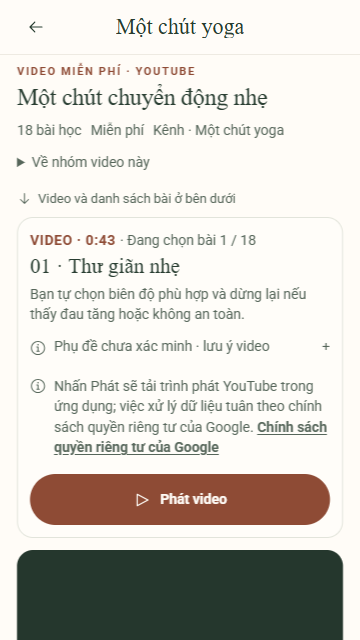 Một chút yoga
VIDEO MIỄN PHÍ · YOUTUBE
Một chút chuyển động nhẹ
18 bài học Miễn phí Kênh · Một chút yoga
Về nhóm video này
Video và danh sách bài ở bên dưới
VIDEO · 0:43 · Đang chọn bài 1 / 18
01 · Thư giãn nhẹ
Bạn tự chọn biên độ phù hợp và dừng lại nếu
thấy đau tăng hoặc không an toàn.
Phụ đề chưa xác minh · lưu ý video +
Nhấn Phát sẽ tải trình phát YouTube trong
ứng dụng; việc xử lý dữ liệu tuân theo chính
sách quyền riêng tư của Google. Chính sách
quyền riêng tư của Google
Phát video